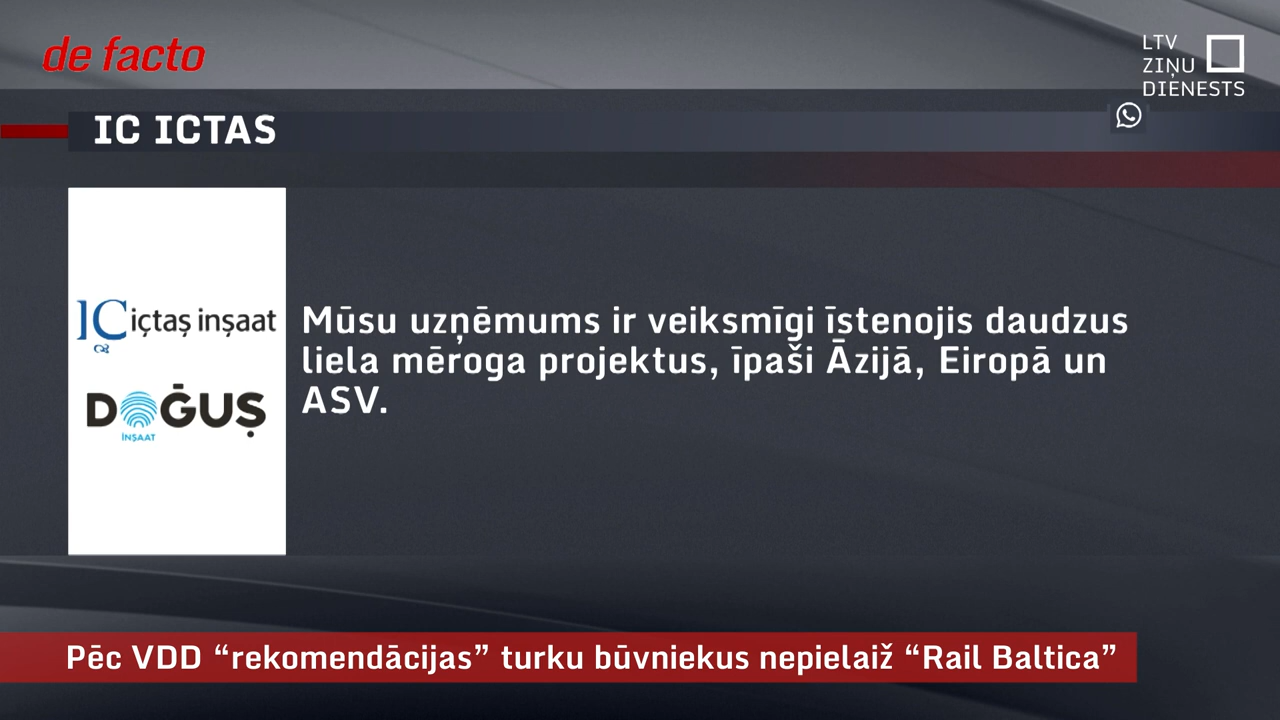 de facto
LTV
ZIŅU
DIENESTS
IC ICTAS
IC içtaş inşaat
DOĞUŞ
İNŞAAT
Mūsu uzņēmums ir veiksmīgi īstenojis daudzus
liela mēroga projektus, īpaši Āzijā, Eiropā un
ASV.
Pēc VDD “rekomendācijas” turku būvniekus nepielaiž “Rail Baltica”